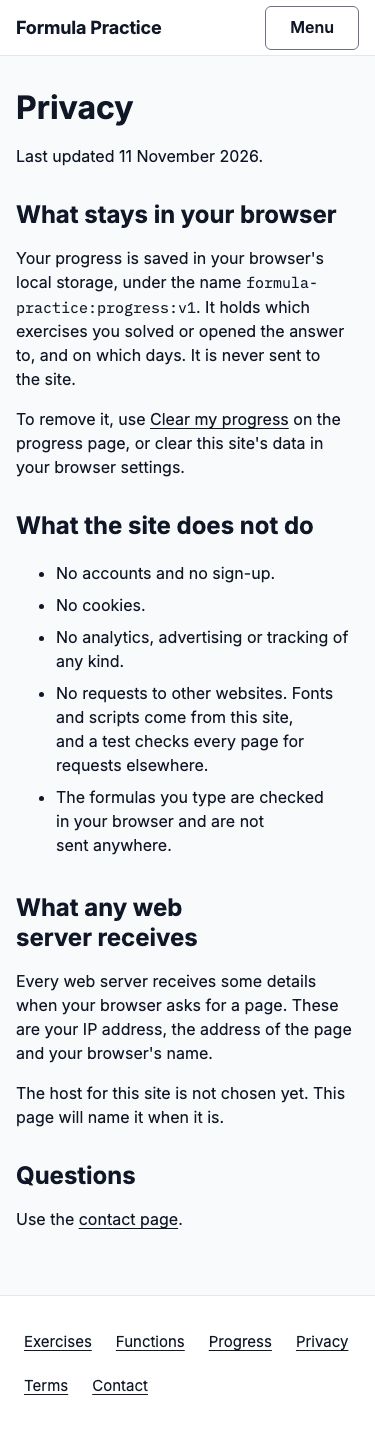 Formula Practice
Menu
Privacy
Last updated 11 November 2026.
What stays in your browser
Your progress is saved in your browser's
local storage, under the name formula-
practice:progress:v1. It holds which
exercises you solved or opened the answer
to, and on which days. It is never sent to
the site.
To remove it, use Clear my progress on the
progress page, or clear this site's data in
your browser settings.
What the site does not do
• No accounts and no sign-up.
• No cookies.
• No analytics, advertising or tracking of
any kind.
• No requests to other websites. Fonts
and scripts come from this site,
and a test checks every page for
requests elsewhere.
• The formulas you type are checked
in your browser and are not
sent anywhere.
What any web
server receives
Every web server receives some details
when your browser asks for a page. These
are your IP address, the address of the page
and your browser's name.
The host for this site is not chosen yet. This
page will name it when it is.
Questions
Use the contact page.
Exercises Functions Progress Privacy
Terms Contact